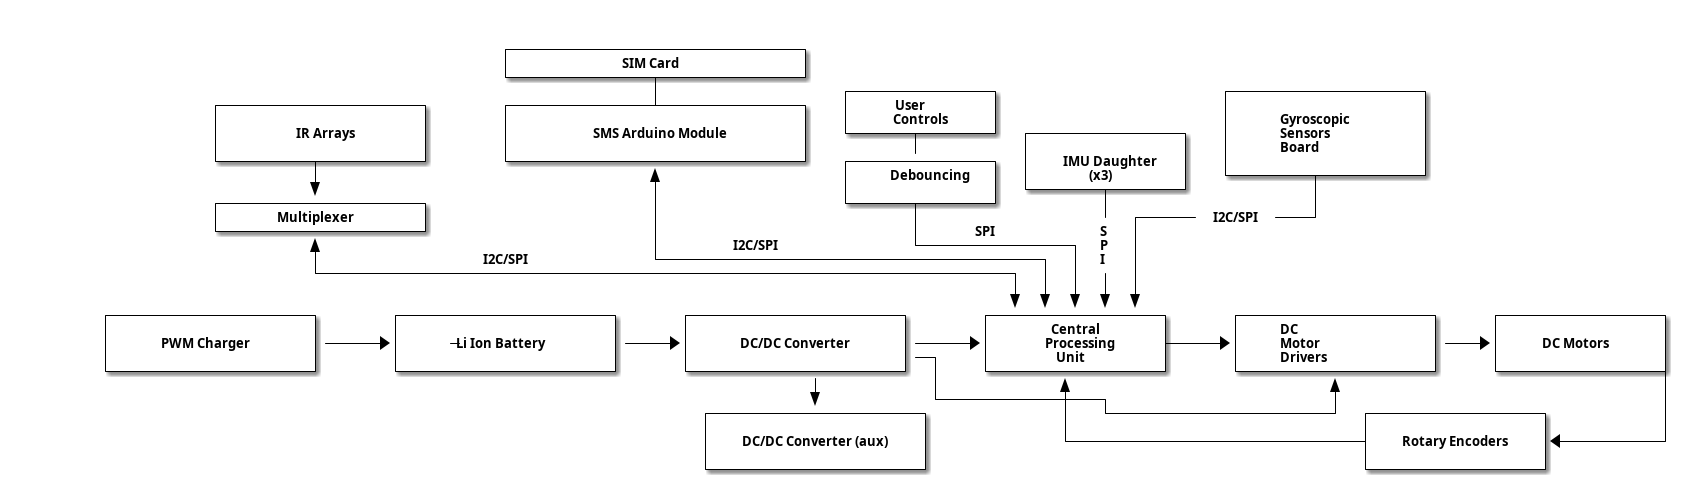 SIM Card
IR Arrays
SMS Arduino Module
User
Controls
Gyroscopic
Sensors
Board
IMU Daughter
(x3)
Debouncing
Multiplexer
I2C/SPI
SPI
S
P
I
I2C/SPI
I2C/SPI
PWM Charger
Li Ion Battery
DC/DC Converter
Central
Processing
Unit
DC
Motor
Drivers
DC Motors
DC/DC Converter (aux)
Rotary Encoders